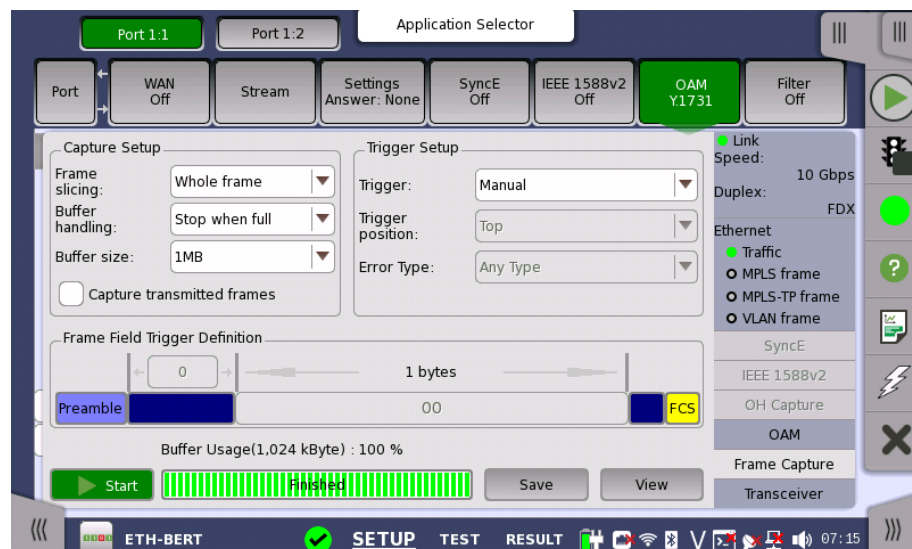 Application Selector
Port 1:1
Port 1:2
Port
WAN
Off
Stream
Settings
Answer: None
SyncE
Off
IEEE 1588v2
Off
OAM
Y.1731
Filter
Off
Capture Setup
Frame
slicing:
Whole frame
Buffer
handling:
Stop when full
Buffer size:
1MB
Capture transmitted frames
Trigger Setup
Trigger:
Manual
Trigger
position:
Top
Error Type:
Any Type
Frame Field Trigger Definition
0
1 bytes
Preamble
00
FCS
Buffer Usage(1,024 kByte) : 100 %
Start
Finished
Save
View
Link
Speed:
10 Gbps
Duplex:
FDX
Ethernet
Traffic
MPLS frame
MPLS-TP frame
VLAN frame
SyncE
IEEE 1588v2
OH Capture
OAM
Frame Capture
Transceiver
ETH-BERT
SETUP
TEST
RESULT
07:15